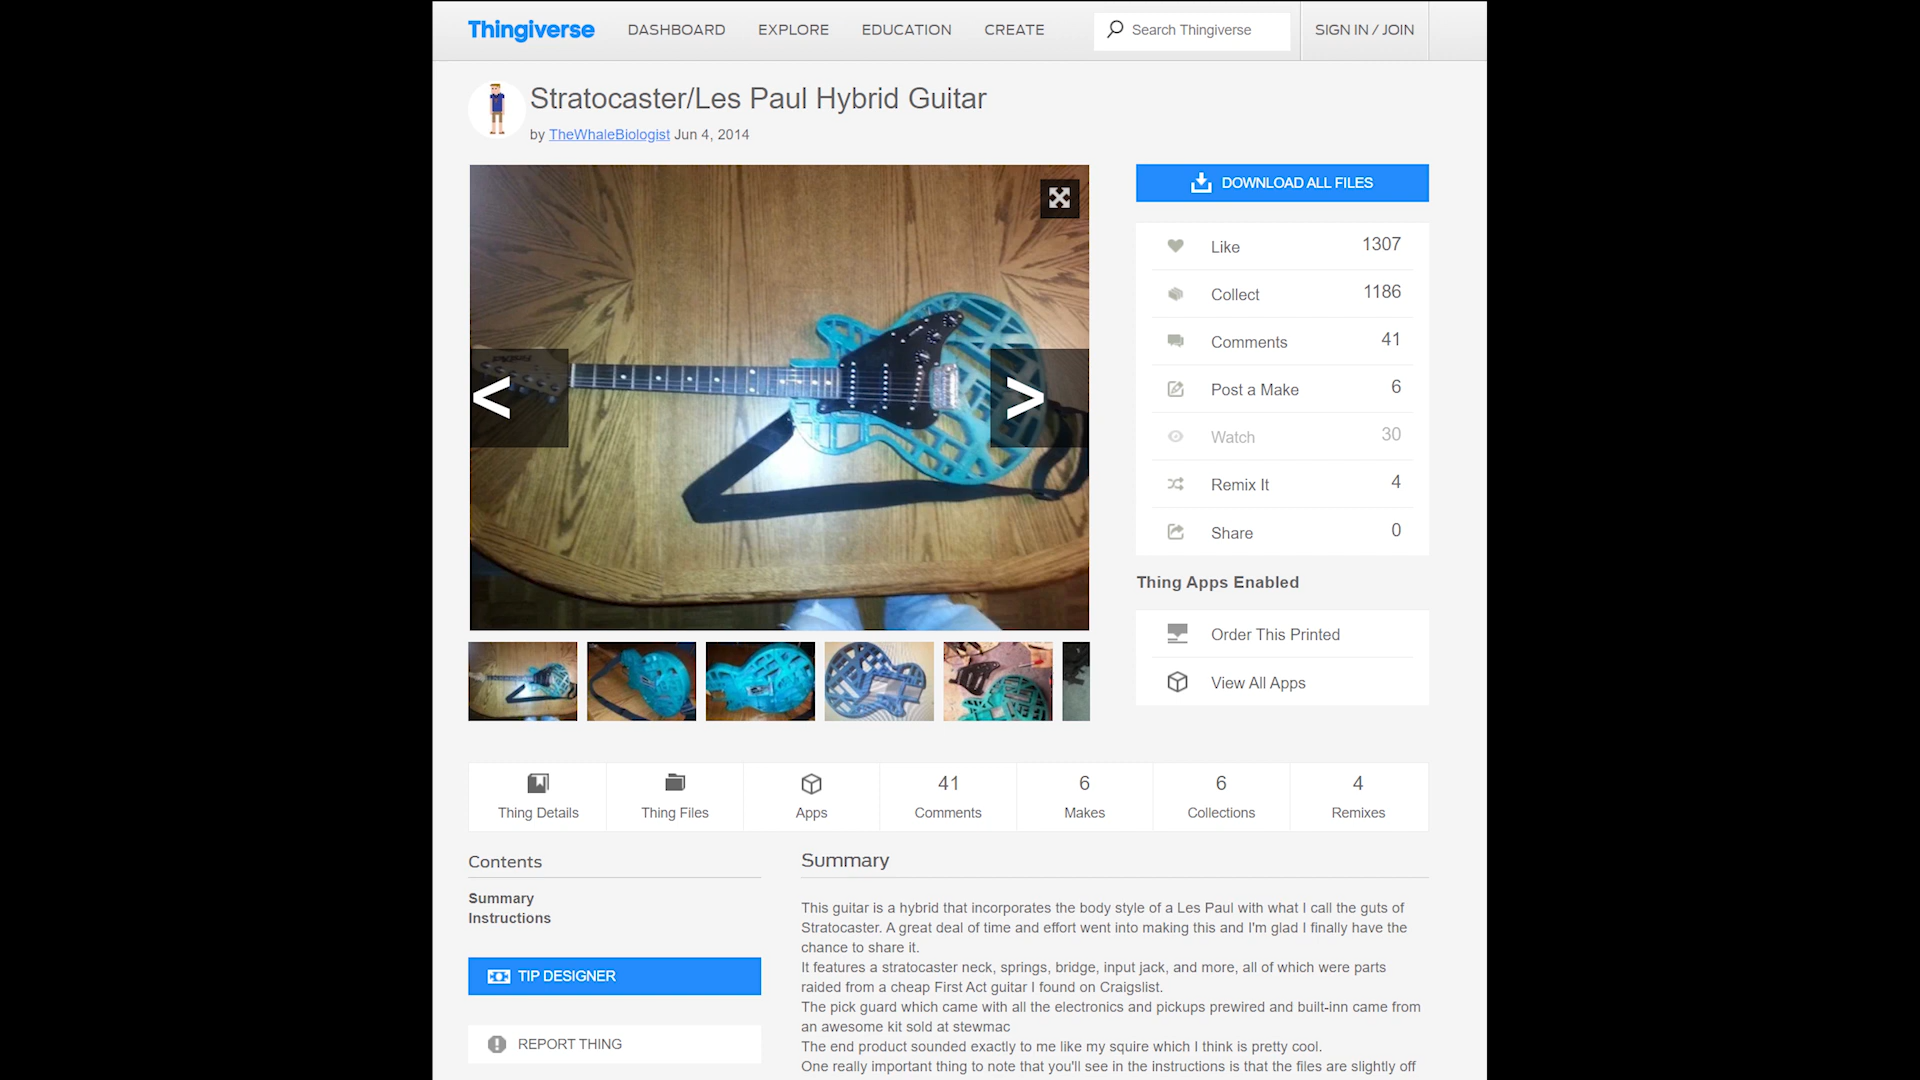 Thingiverse
DASHBOARD
EXPLORE
EDUCATION
CREATE
Search Thingiverse
SIGN IN / JOIN
Stratocaster/Les Paul Hybrid Guitar
by TheWhaleBiologist Jun 4, 2014
DOWNLOAD ALL FILES
Like 1307
Collect 1186
Comments 41
Post a Make 6
Watch 30
Remix It 4
Share 0
Thing Apps Enabled
Order This Printed
View All Apps
Thing Details
Thing Files
Apps
41 Comments
6 Makes
6 Collections
4 Remixes
Contents
Summary
Instructions
TIP DESIGNER
REPORT THING
Summary
This guitar is a hybrid that incorporates the body style of a Les Paul with what I call the guts of
Stratocaster. A great deal of time and effort went into making this and I'm glad I finally have the
chance to share it.
It features a stratocaster neck, springs, bridge, input jack, and more, all of which were parts
raided from a cheap First Act guitar I found on Craigslist.
The pick guard which came with all the electronics and pickups prewired and built-inn came from
an awesome kit sold at stewmac
The end product sounded exactly to me like my squire which I think is pretty cool.
One really important thing to note that you'll see in the instructions is that the files are slightly off